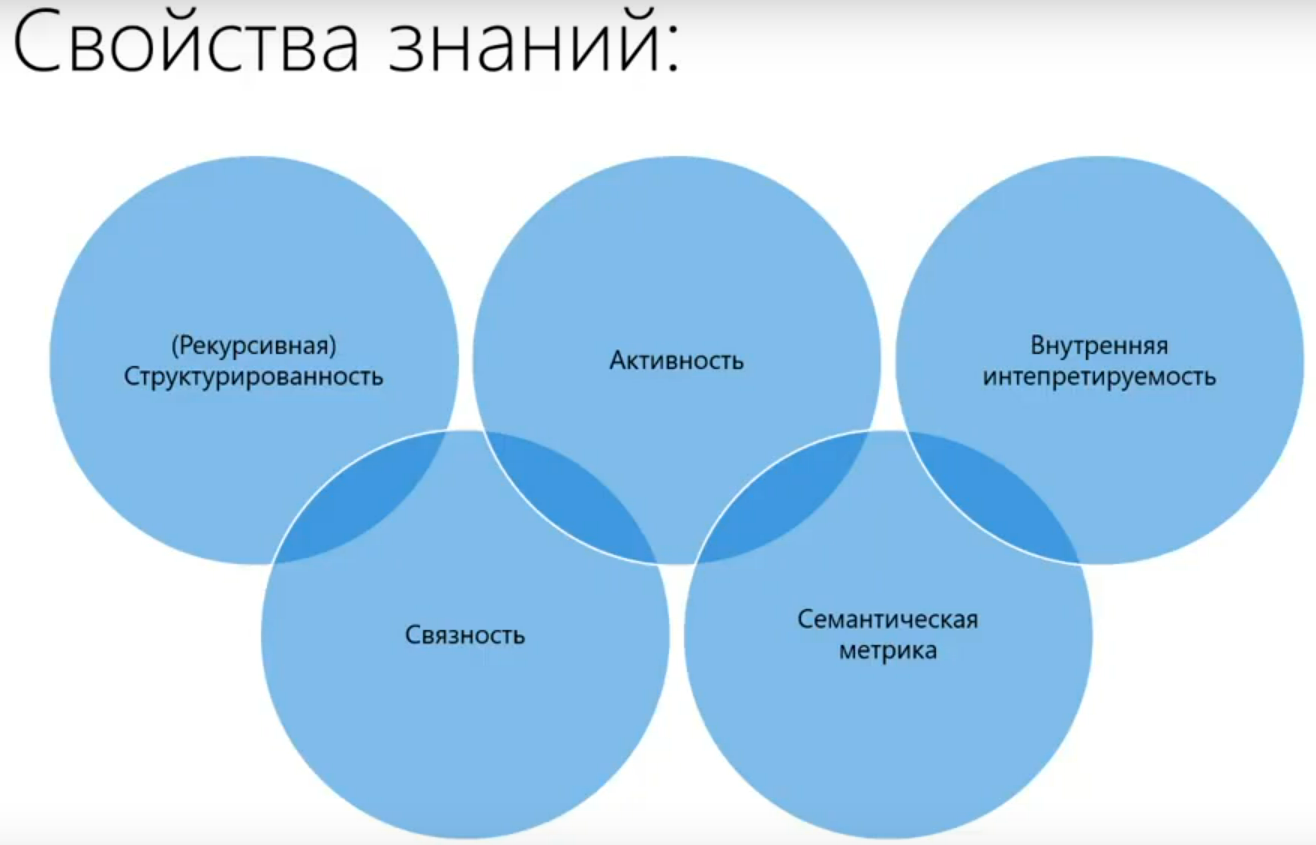 Свойства знаний:
(Рекурсивная)
Структурированность
Активность
Внутренняя
интепретируемость
Связность
Семантическая
метрика